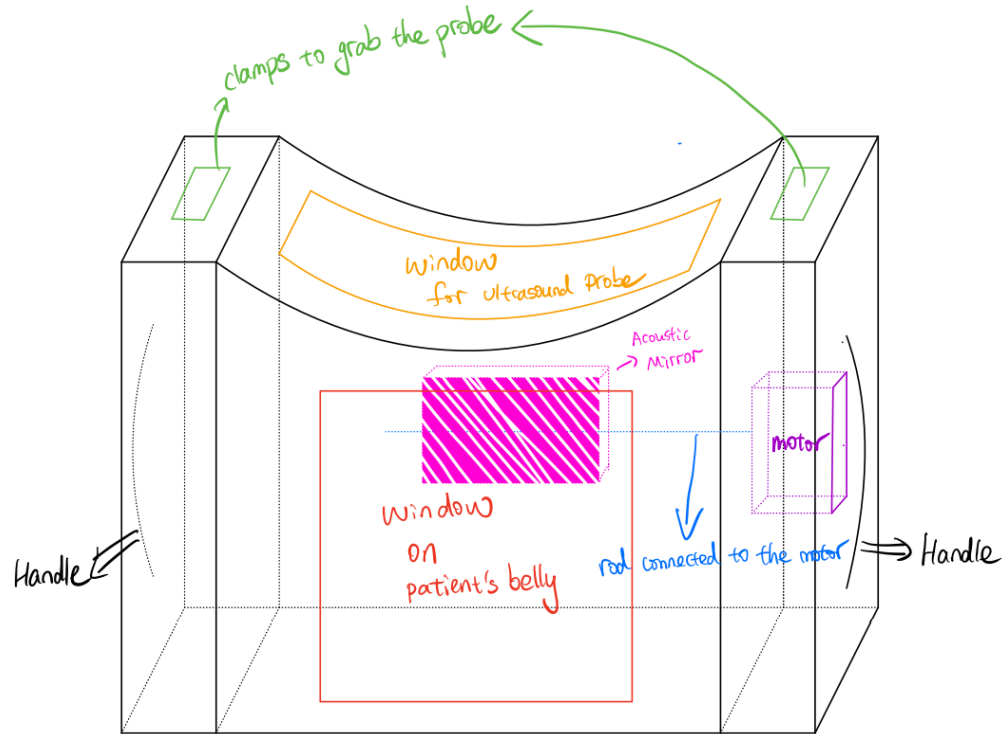 clamps to grab the probe
Window
for ultrasound Probe
Acoustic
Mirror
motor
Window
on
patient's belly
rod connected to the motor
Handle
Handle